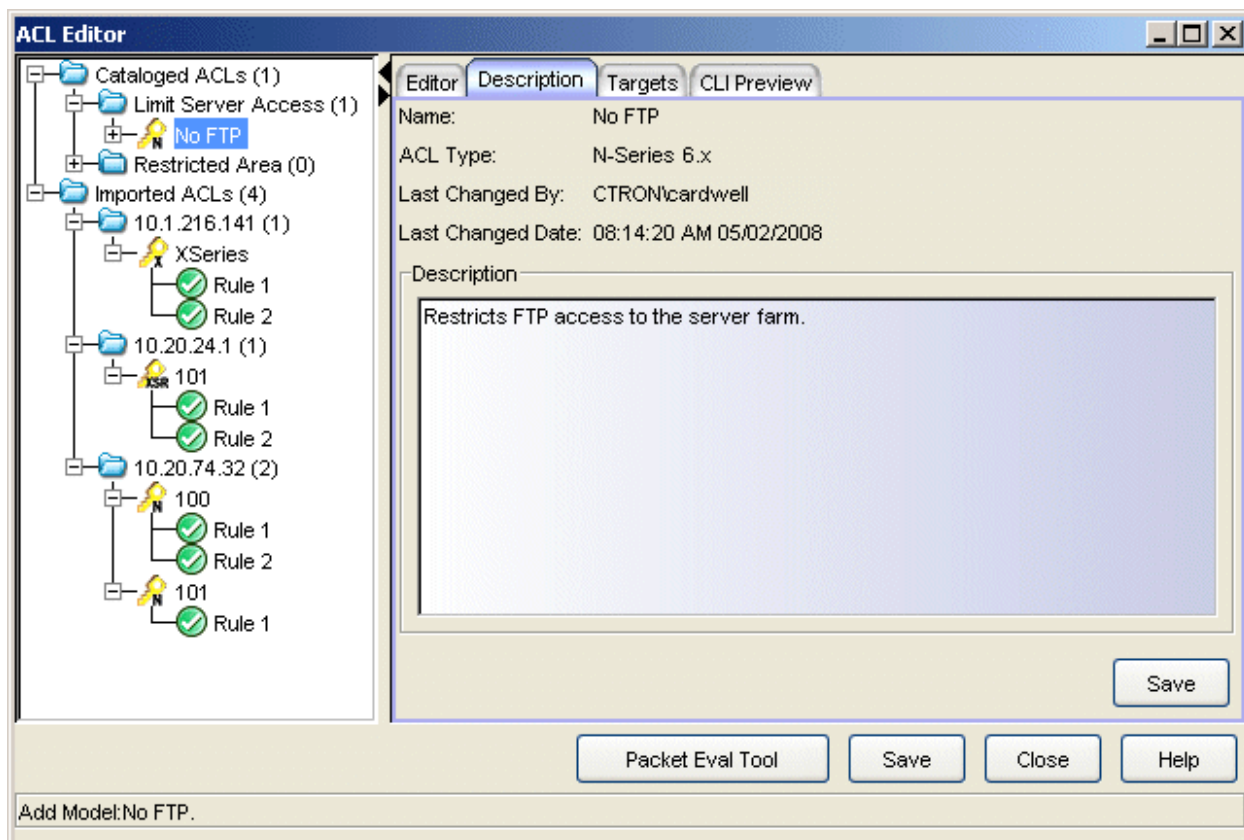 ACL Editor
Cataloged ACLs (1)
Limit Server Access (1)
N No FTP
Restricted Area (0)
Imported ACLs (4)
10.1.216.141 (1)
X XSeries
Rule 1
Rule 2
10.20.24.1 (1)
XSR 101
Rule 1
Rule 2
10.20.74.32 (2)
N 100
Rule 1
Rule 2
N 101
Rule 1
Editor Description Targets CLI Preview
Name: No FTP
ACL Type: N-Series 6.x
Last Changed By: CTRON\cardwell
Last Changed Date: 08:14:20 AM 05/02/2008
Description
Restricts FTP access to the server farm.
Save
Packet Eval Tool Save Close Help
Add Model:No FTP.